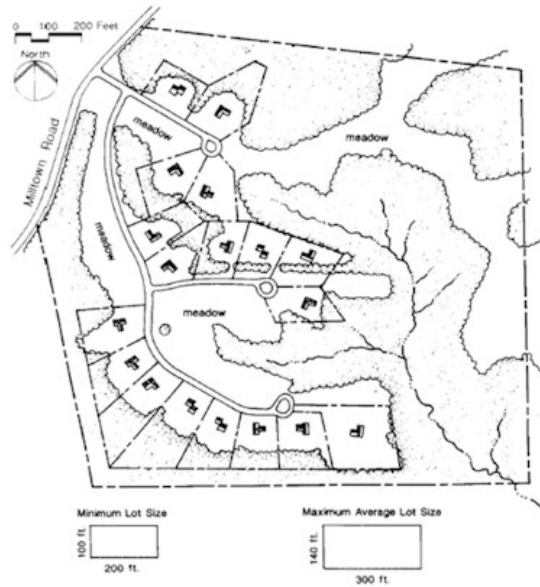 0 100 200 Feet
North
Milltown Road
meadow
meadow
meadow
meadow
Minimum Lot Size
100 ft.
200 ft.
Maximum Average Lot Size
140 ft.
300 ft.